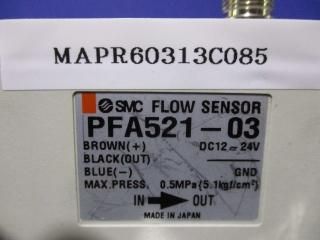 MAPR60313C085
SMC FLOW SENSOR
PFA521-03
BROWN(+) DC12~24V
BLACK(OUT)
BLUE(-) GND
MAX.PRESS. 0.5MPa{5.1kgf/cm²}
IN OUT
MADE IN JAPAN